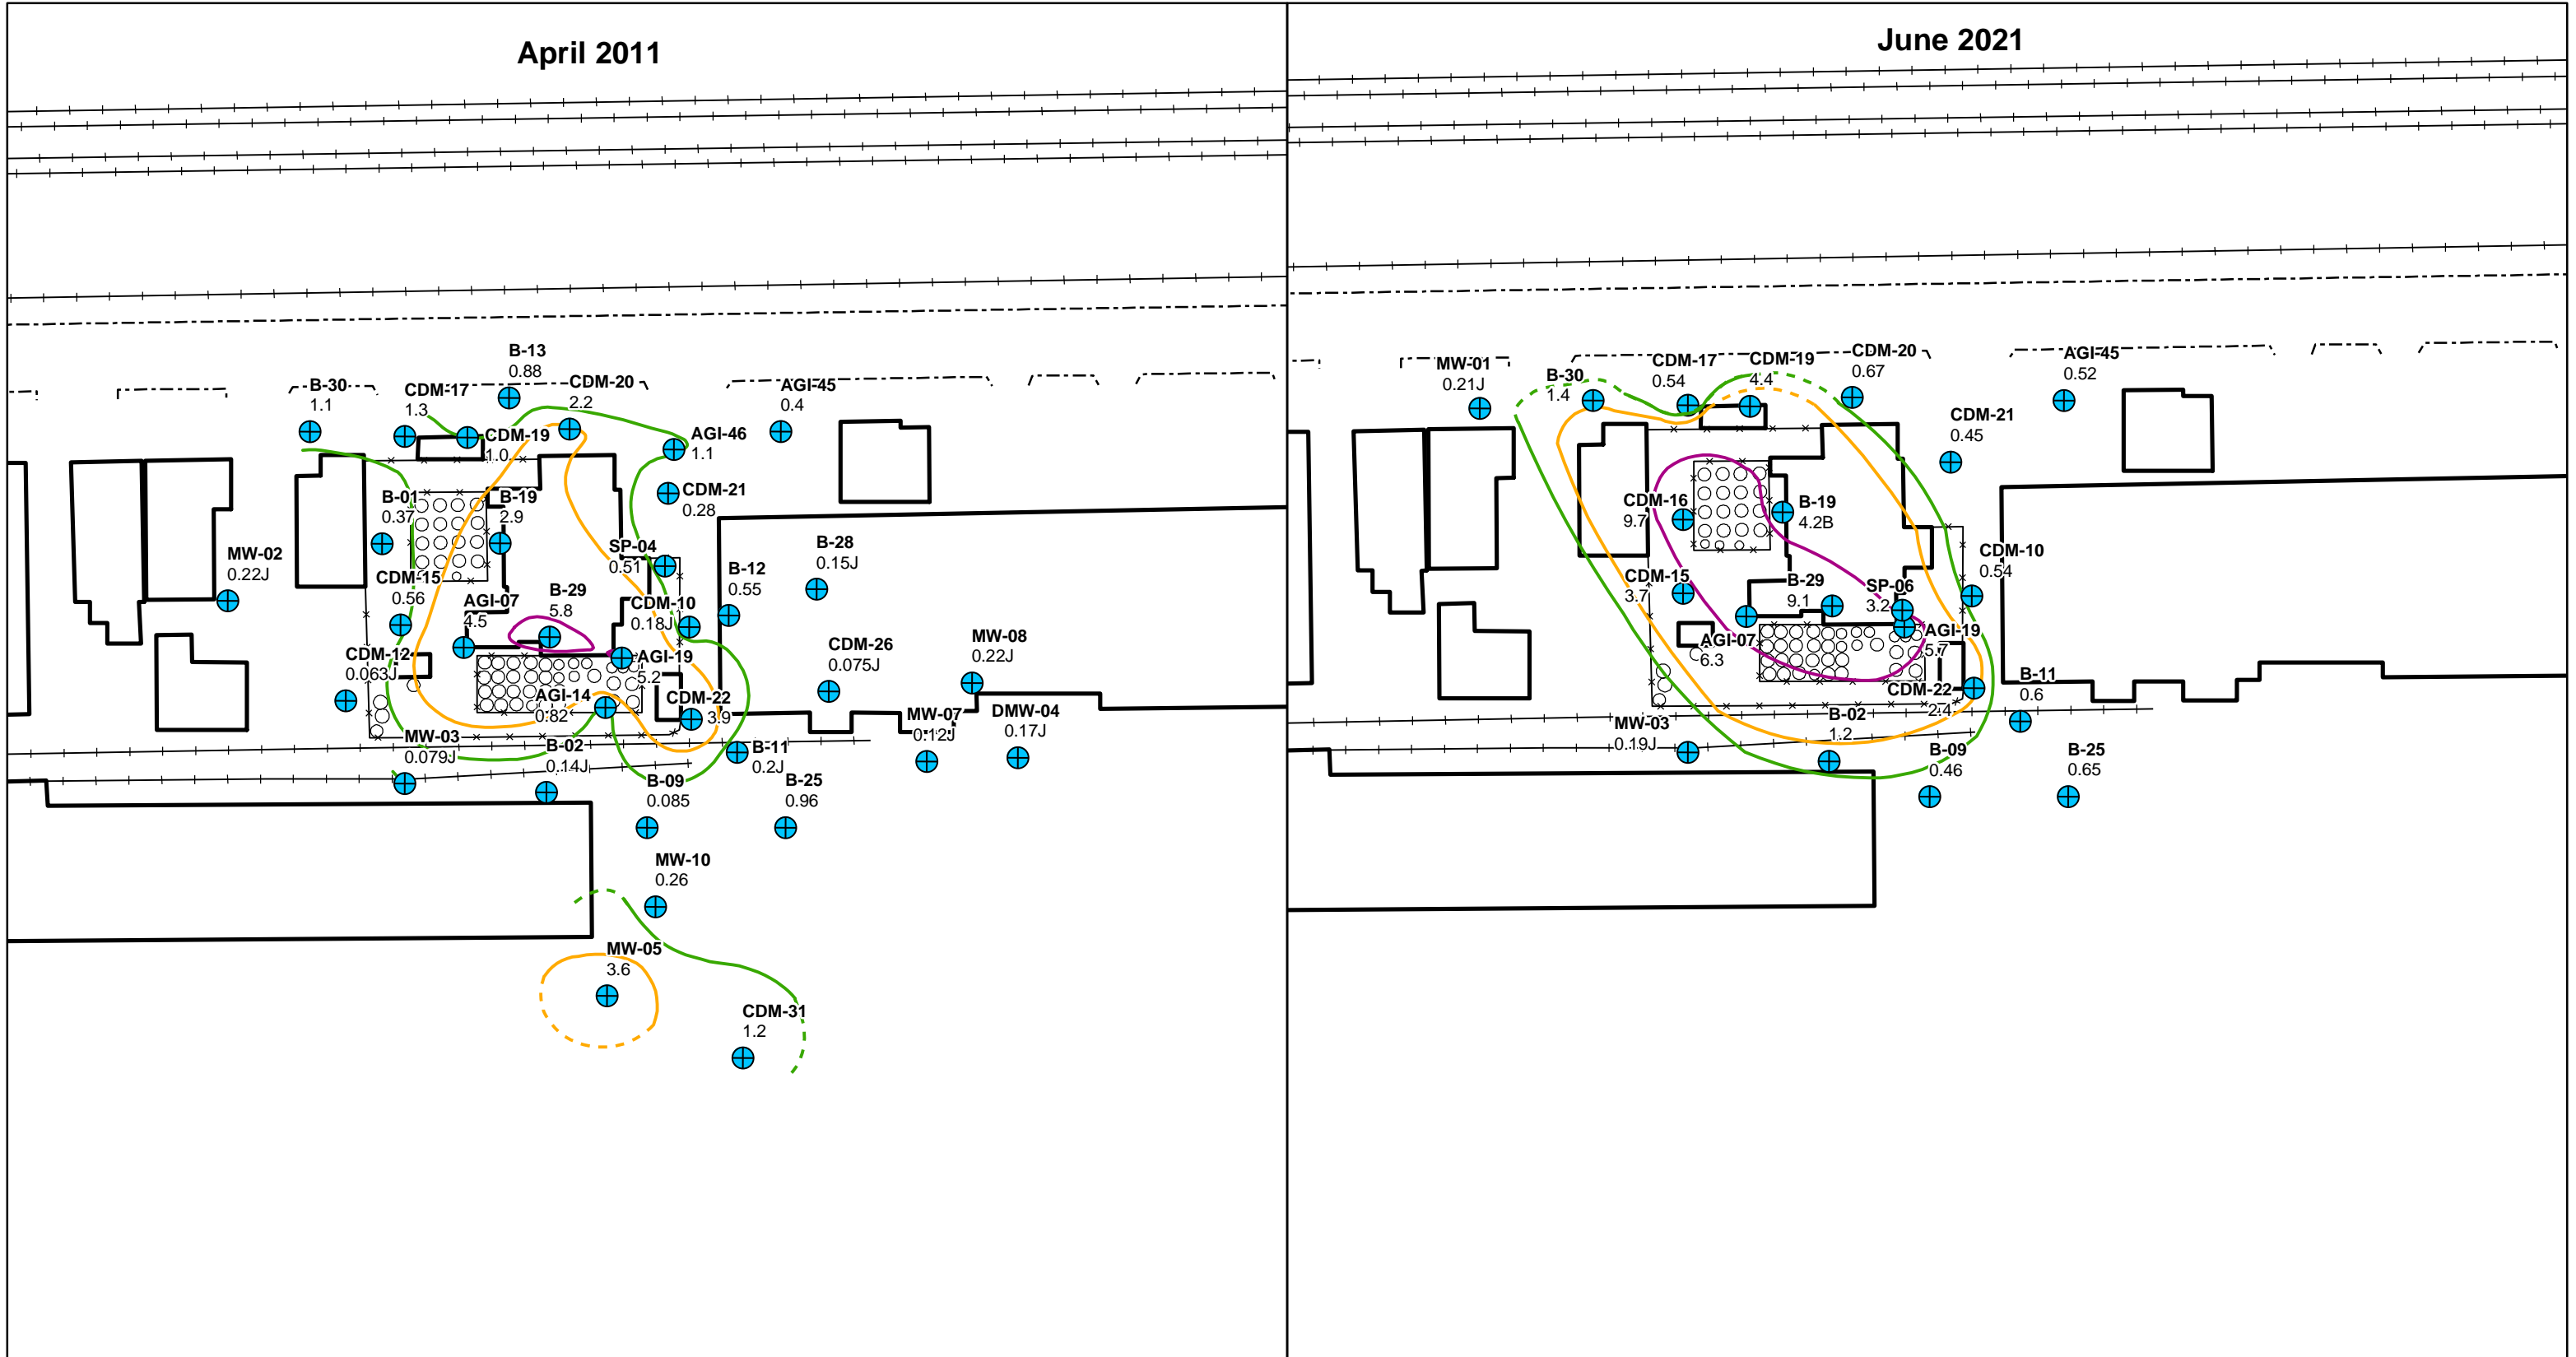 April 2011
B-13
0.88
B-30
1.1
CDM-17
1.3
CDM-20
2.2
AGI-45
0.4
CDM-19
1.0
AGI-46
1.1
B-01
0.37
B-19
2.9
CDM-21
0.28
MW-02
0.22J
SP-04
0.51
B-28
0.15J
B-12
0.55
CDM-15
0.56
AGI-07
4.5
B-29
5.8
CDM-10
0.18J
CDM-12
0.063J
AGI-19
5.2
CDM-26
0.075J
MW-08
0.22J
AGI-14
0.82
CDM-22
3.9
MW-07
0.12J
DMW-04
0.17J
MW-03
0.079J
B-02
0.14J
B-11
0.2J
B-09
0.085
B-25
0.96
MW-10
0.26
MW-05
3.6
CDM-31
1.2
June 2021
MW-01
0.21J
B-30
1.4
CDM-17
0.54
CDM-19
4.4
CDM-20
0.67
AGI-45
0.52
CDM-21
0.45
CDM-16
9.7
B-19
4.2B
CDM-10
0.54
CDM-15
3.7
B-29
9.1
SP-06
3.2
AGI-07
6.3
AGI-19
5.7
CDM-22
2.4
B-11
0.6
MW-03
0.19J
B-02
1.2
B-09
0.46
B-25
0.65